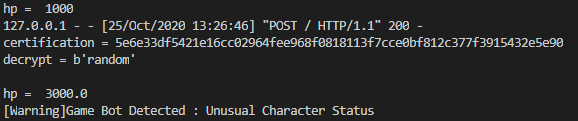 hp =  1000
127.0.0.1 - - [25/Oct/2020 13:26:46] "POST / HTTP/1.1" 200 -
certification = 5e6e33df5421e16cc02964fee968f0818113f7cce0bf812c377f3915432e5e90
decrypt = b'random'
hp =  3000.0
[Warning]Game Bot Detected : Unusual Character Status